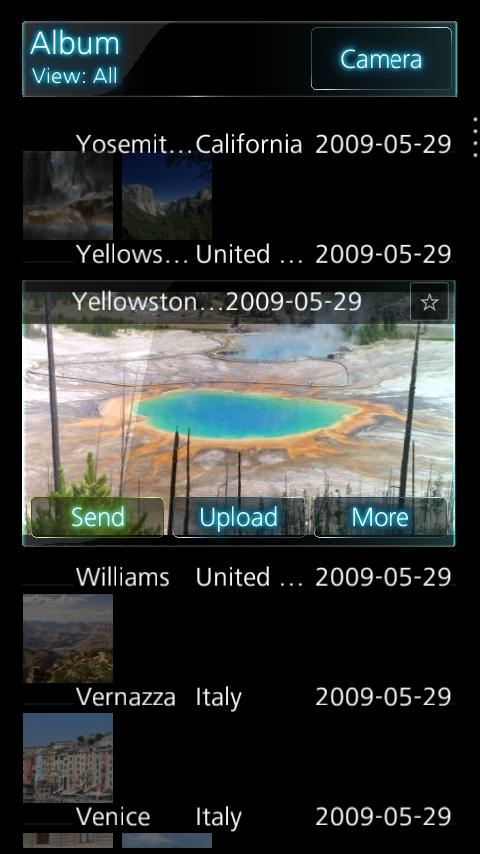 Album
View: All
Camera
Yosemit... California 2009-05-29
Yellows... United ... 2009-05-29
Yellowston...2009-05-29
Send Upload More
Williams United ... 2009-05-29
Vernazza Italy 2009-05-29
Venice Italy 2009-05-29